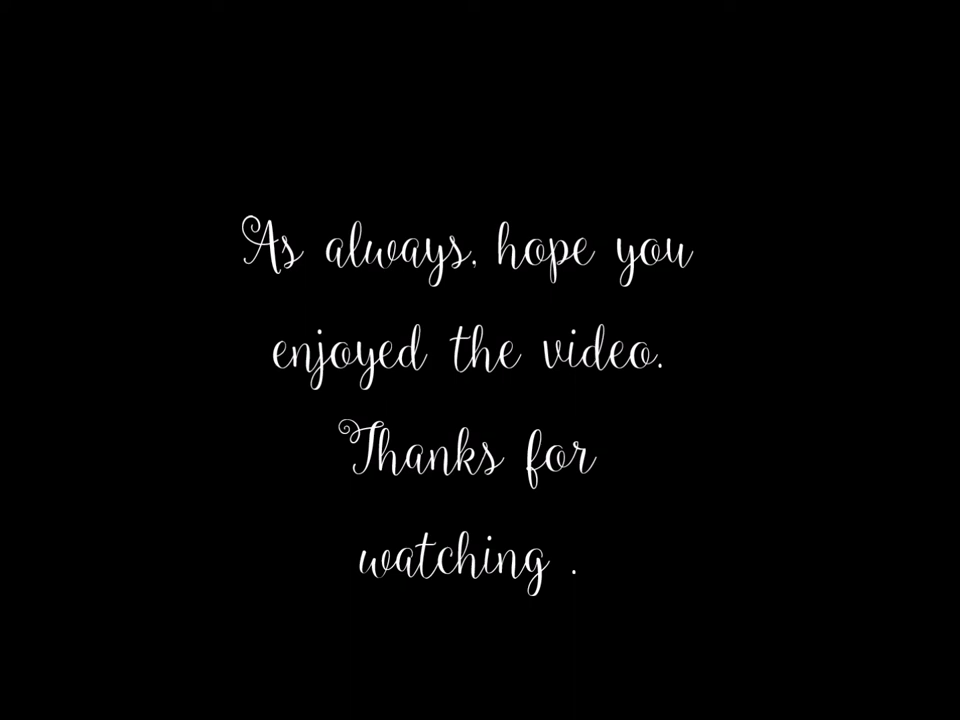 As always, hope you
enjoyed the video.
Thanks for
watching .